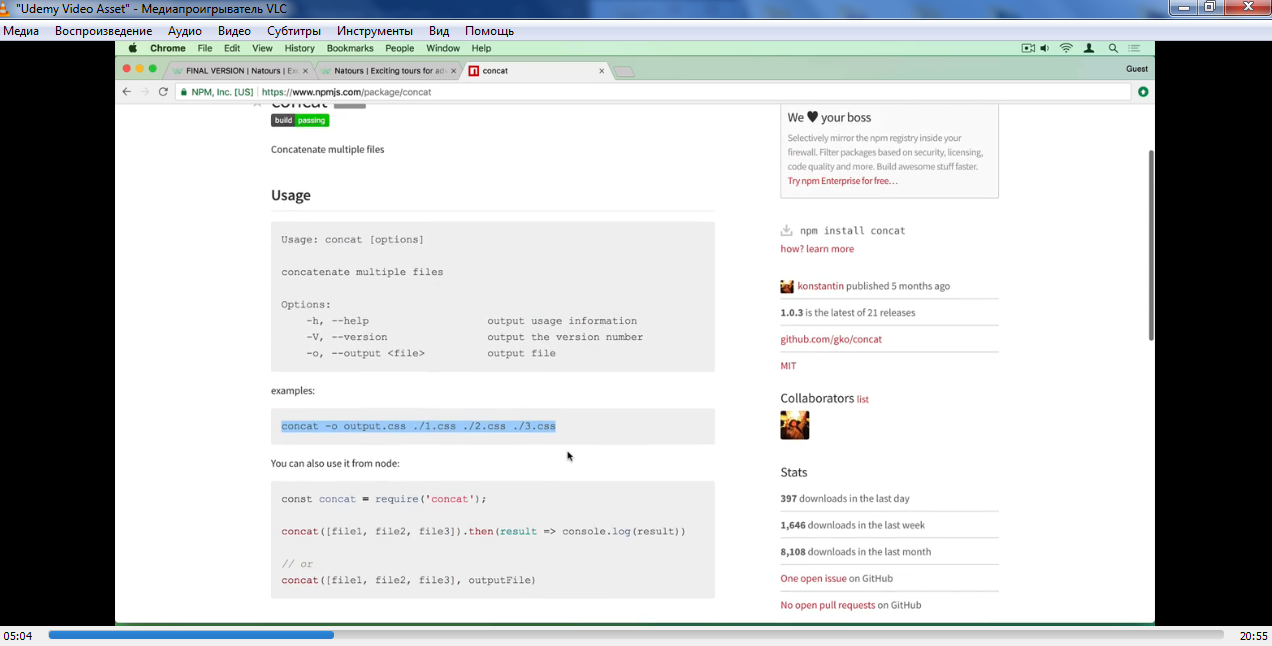 "Udemy Video Asset" - Медиапроигрыватель VLC
Медиа Воспроизведение Аудио Видео Субтитры Инструменты Вид Помощь
Chrome File Edit View History Bookmarks People Window Help
FINAL VERSION | Natours | Ex × Natours | Exciting tours for ad × concat × Guest
NPM, Inc. [US] | https://www.npmjs.com/package/concat
concat
build passing
Concatenate multiple files
Usage
Usage: concat [options]
concatenate multiple files
Options:
-h, --help output usage information
-V, --version output the version number
-o, --output <file> output file
examples:
concat -o output.css ./1.css ./2.css ./3.css
You can also use it from node:
const concat = require('concat');
concat([file1, file2, file3]).then(result => console.log(result))
// or
concat([file1, file2, file3], outputFile)
We ♥ your boss
Selectively mirror the npm registry inside your
firewall. Filter packages based on security, licensing,
code quality and more. Build awesome stuff faster.
Try npm Enterprise for free…
npm install concat
how? learn more
konstantin published 5 months ago
1.0.3 is the latest of 21 releases
github.com/gko/concat
MIT
Collaborators list
Stats
397 downloads in the last day
1,646 downloads in the last week
8,108 downloads in the last month
One open issue on GitHub
No open pull requests on GitHub
05:04 20:55